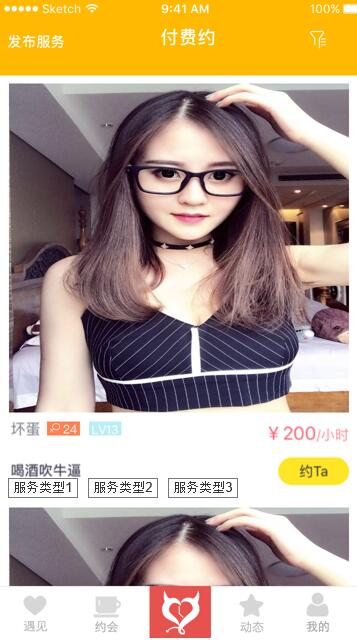 Sketch 9:41 AM 100%
发布服务 付费约
坏蛋 24 LV13
￥200/小时
喝酒吹牛逼 约Ta
服务类型1 服务类型2 服务类型3
遇见 约会 动态 我的